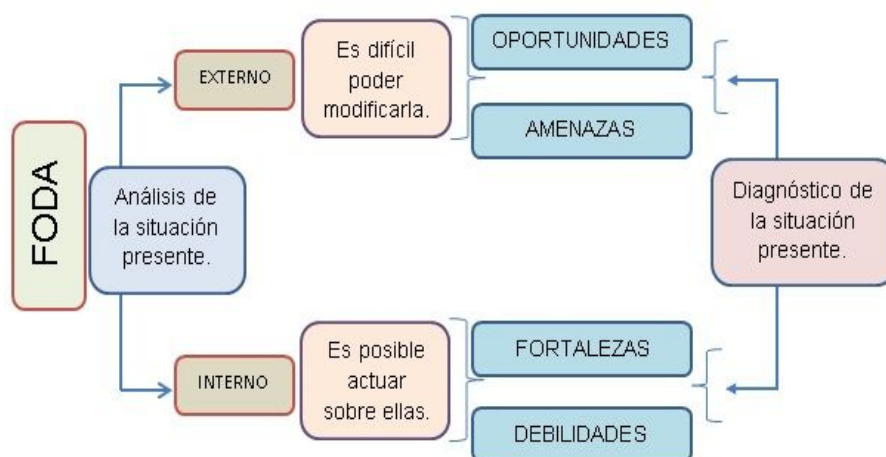 FODA
Análisis de
la situación
presente.
EXTERNO
Es difícil
poder
modificarla.
OPORTUNIDADES
AMENAZAS
INTERNO
Es posible
actuar
sobre ellas.
FORTALEZAS
DEBILIDADES
Diagnóstico de
la situación
presente.